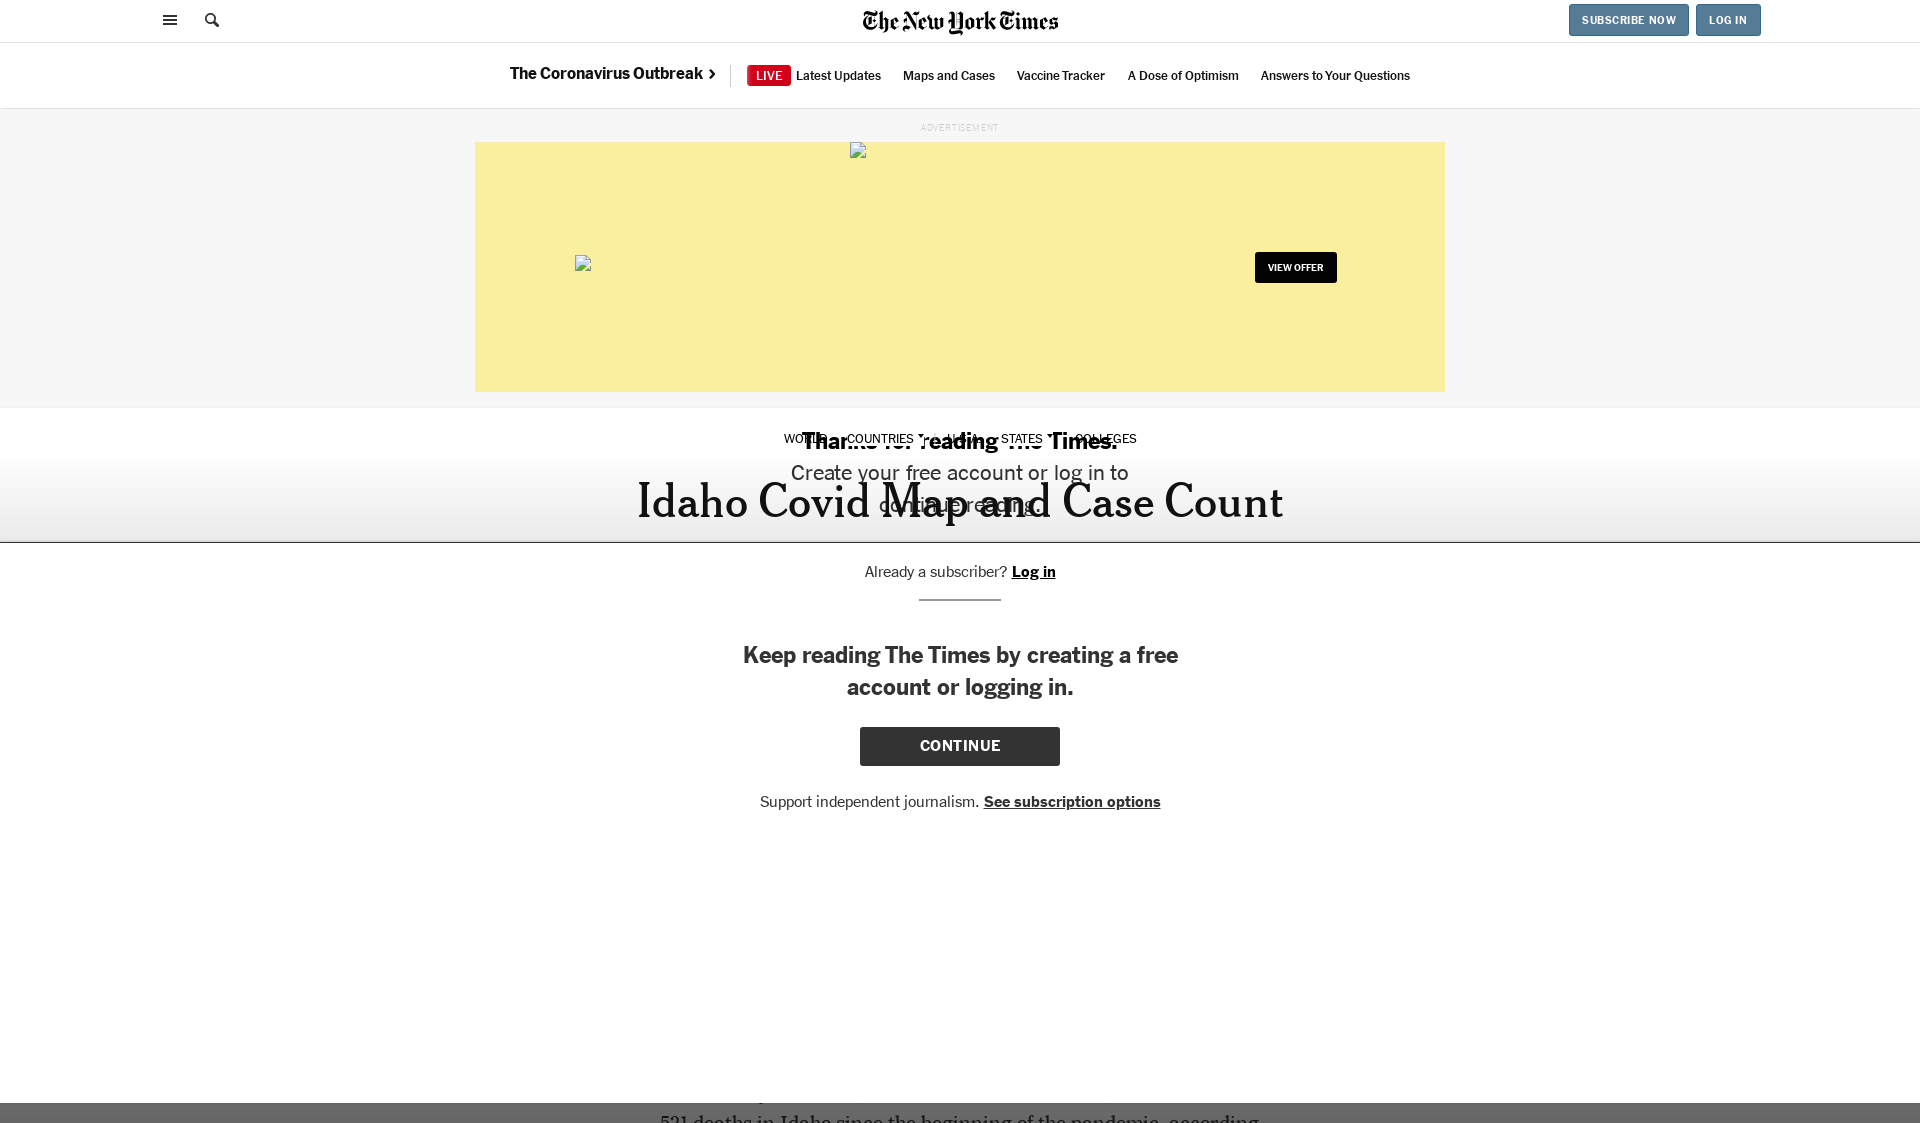 The New York Times
SUBSCRIBE NOW
LOG IN
The Coronavirus Outbreak
LIVE Latest Updates
Maps and Cases
Vaccine Tracker
A Dose of Optimism
Answers to Your Questions
ADVERTISEMENT
VIEW OFFER
WORLD COUNTRIES U.S.A. STATES COLLEGES
Thanks for reading The Times.
Create your free account or log in to
continue reading.
Idaho Covid Map and Case Count
Already a subscriber? Log in
Keep reading The Times by creating a free
account or logging in.
CONTINUE
Support independent journalism. See subscription options
521 deaths in Idaho since the beginning of the pandemic, according